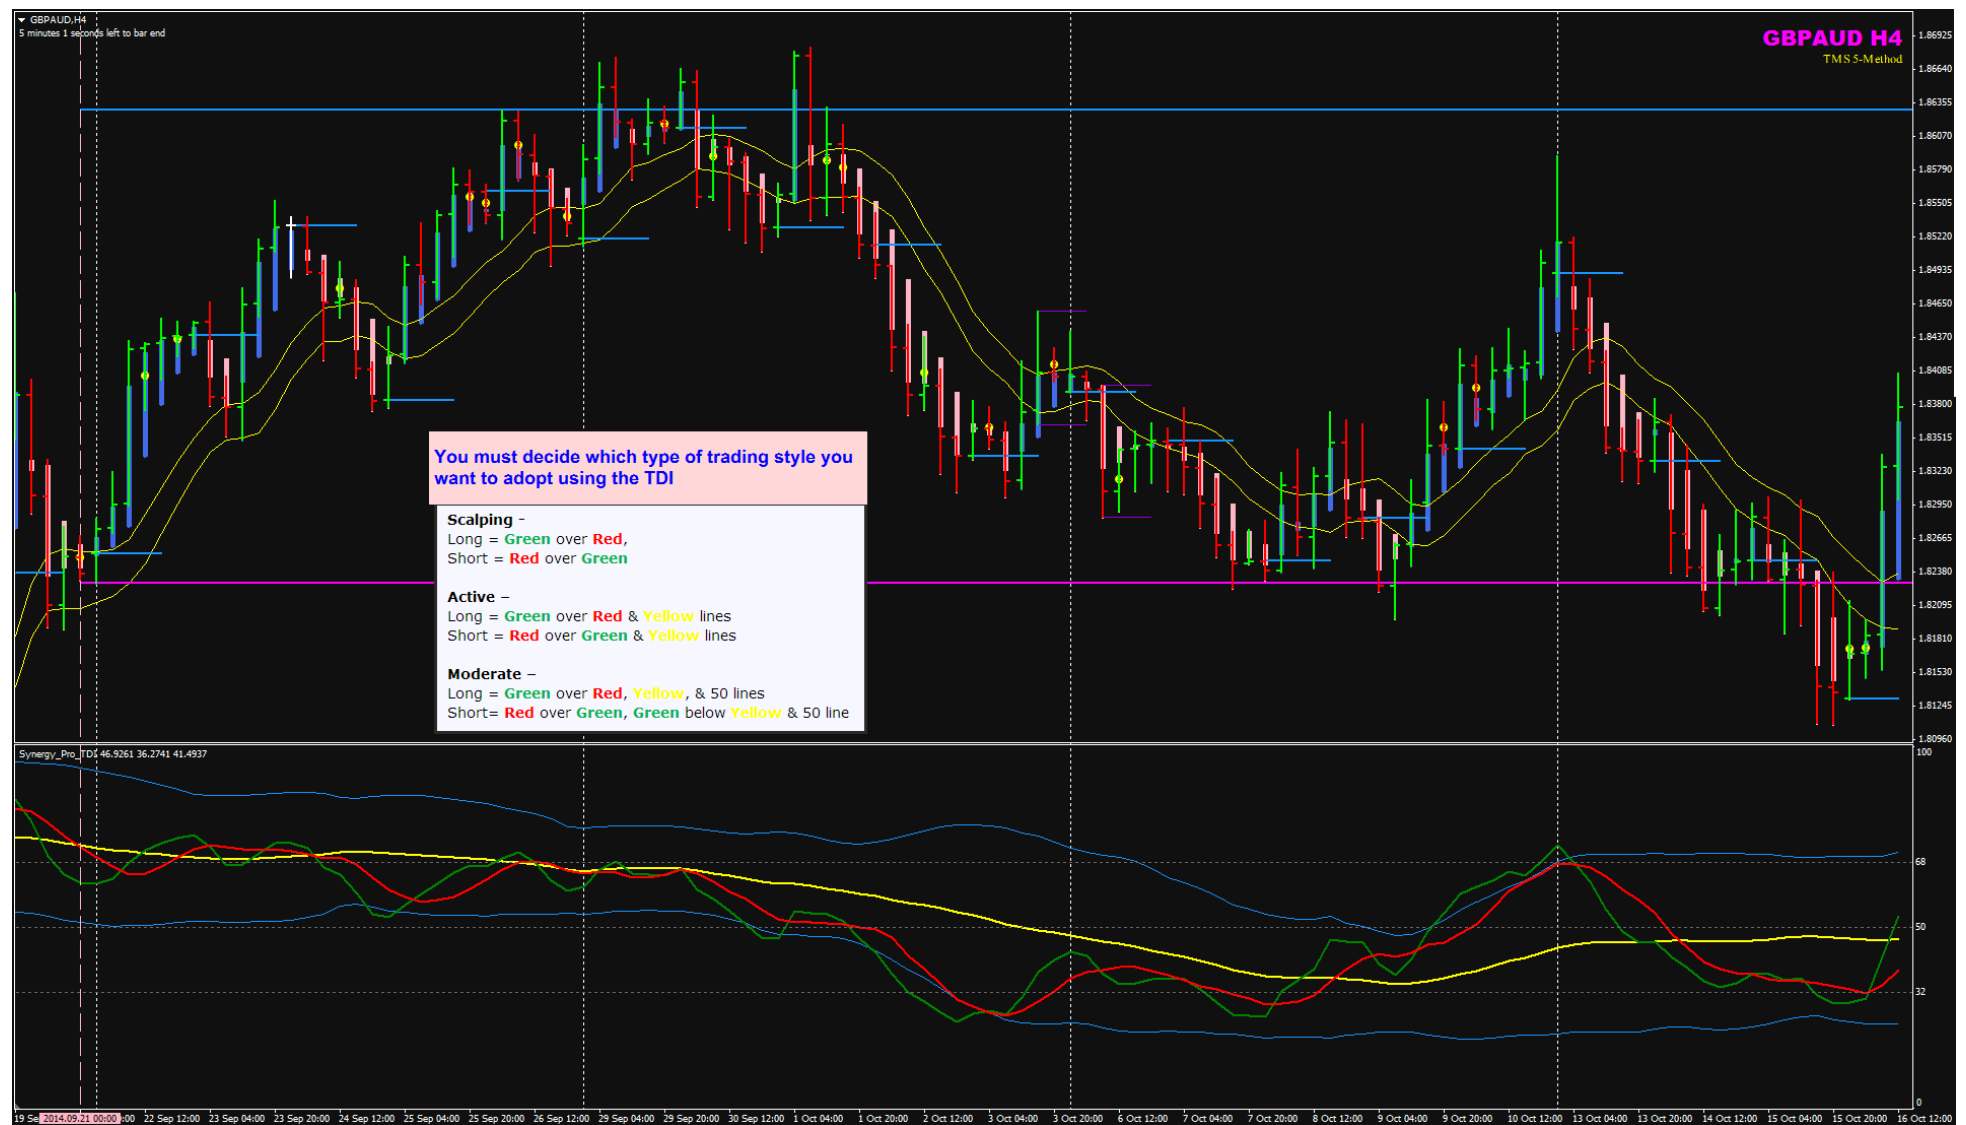 GBPAUD,H4
5 minutes 1 seconds left to bar end
GBPAUD H4
TMS 5-Method
1.86925
1.86640
1.86355
1.86070
1.85790
1.85505
1.85220
1.84935
1.84650
1.84370
1.84085
1.83800
1.83515
1.83230
1.82950
1.82665
1.82380
1.82095
1.81810
1.81530
1.81245
1.80960
You must decide which type of trading style you
want to adopt using the TDI
Scalping -
Long = Green over Red,
Short = Red over Green
Active –
Long = Green over Red & Yellow lines
Short = Red over Green & Yellow lines
Moderate –
Long = Green over Red, Yellow, & 50 lines
Short= Red over Green, Green below Yellow & 50 line
Synergy_Pro_TDI 46.9261 36.2741 41.4937
100
68
50
32
0
19 Se 2014.09.21 00:00 :00 22 Sep 12:00 23 Sep 04:00 23 Sep 20:00 24 Sep 12:00 25 Sep 04:00 25 Sep 20:00 26 Sep 12:00 29 Sep 04:00 29 Sep 20:00 30 Sep 12:00 1 Oct 04:00 1 Oct 20:00 2 Oct 12:00 3 Oct 04:00 3 Oct 20:00 6 Oct 12:00 7 Oct 04:00 7 Oct 20:00 8 Oct 12:00 9 Oct 04:00 9 Oct 20:00 10 Oct 12:00 13 Oct 04:00 13 Oct 20:00 14 Oct 12:00 15 Oct 04:00 15 Oct 20:00 16 Oct 12:00